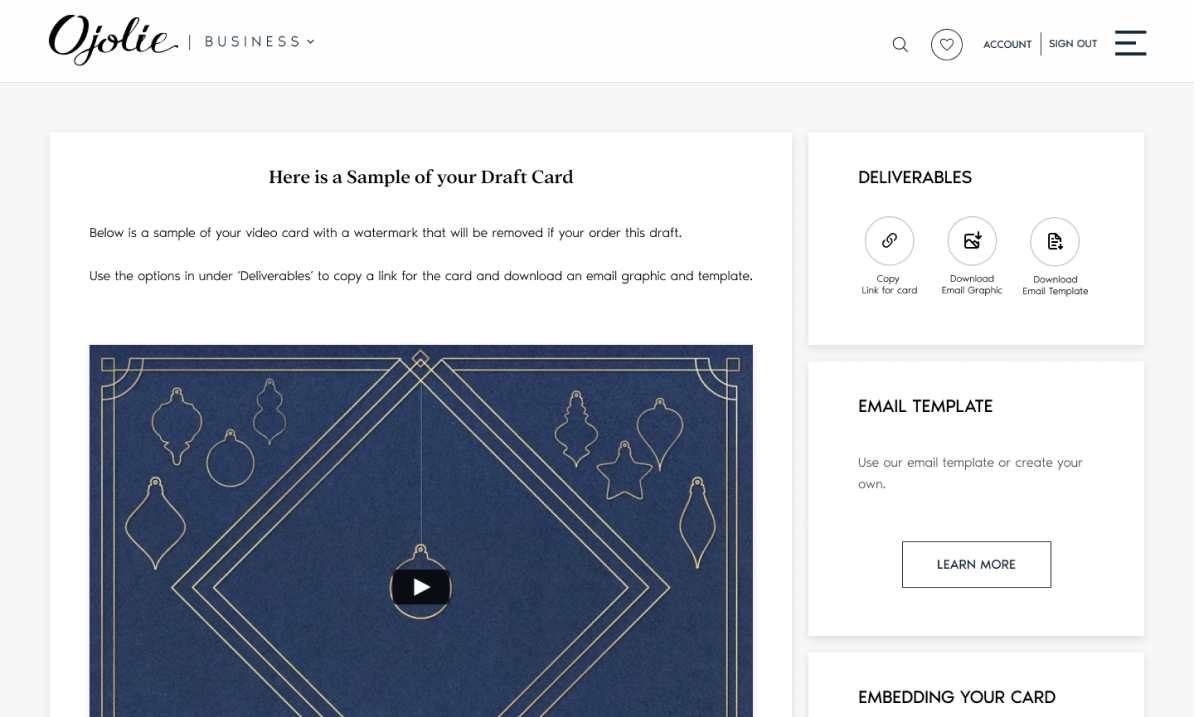 Ojolie | BUSINESS
ACCOUNT | SIGN OUT
Here is a Sample of your Draft Card
Below is a sample of your video card with a watermark that will be removed if your order this draft.
Use the options in under ‘Deliverables’ to copy a link for the card and download an email graphic and template.
DELIVERABLES
Copy
Link for card
Download
Email Graphic
Download
Email Template
EMAIL TEMPLATE
Use our email template or create your
own.
LEARN MORE
EMBEDDING YOUR CARD